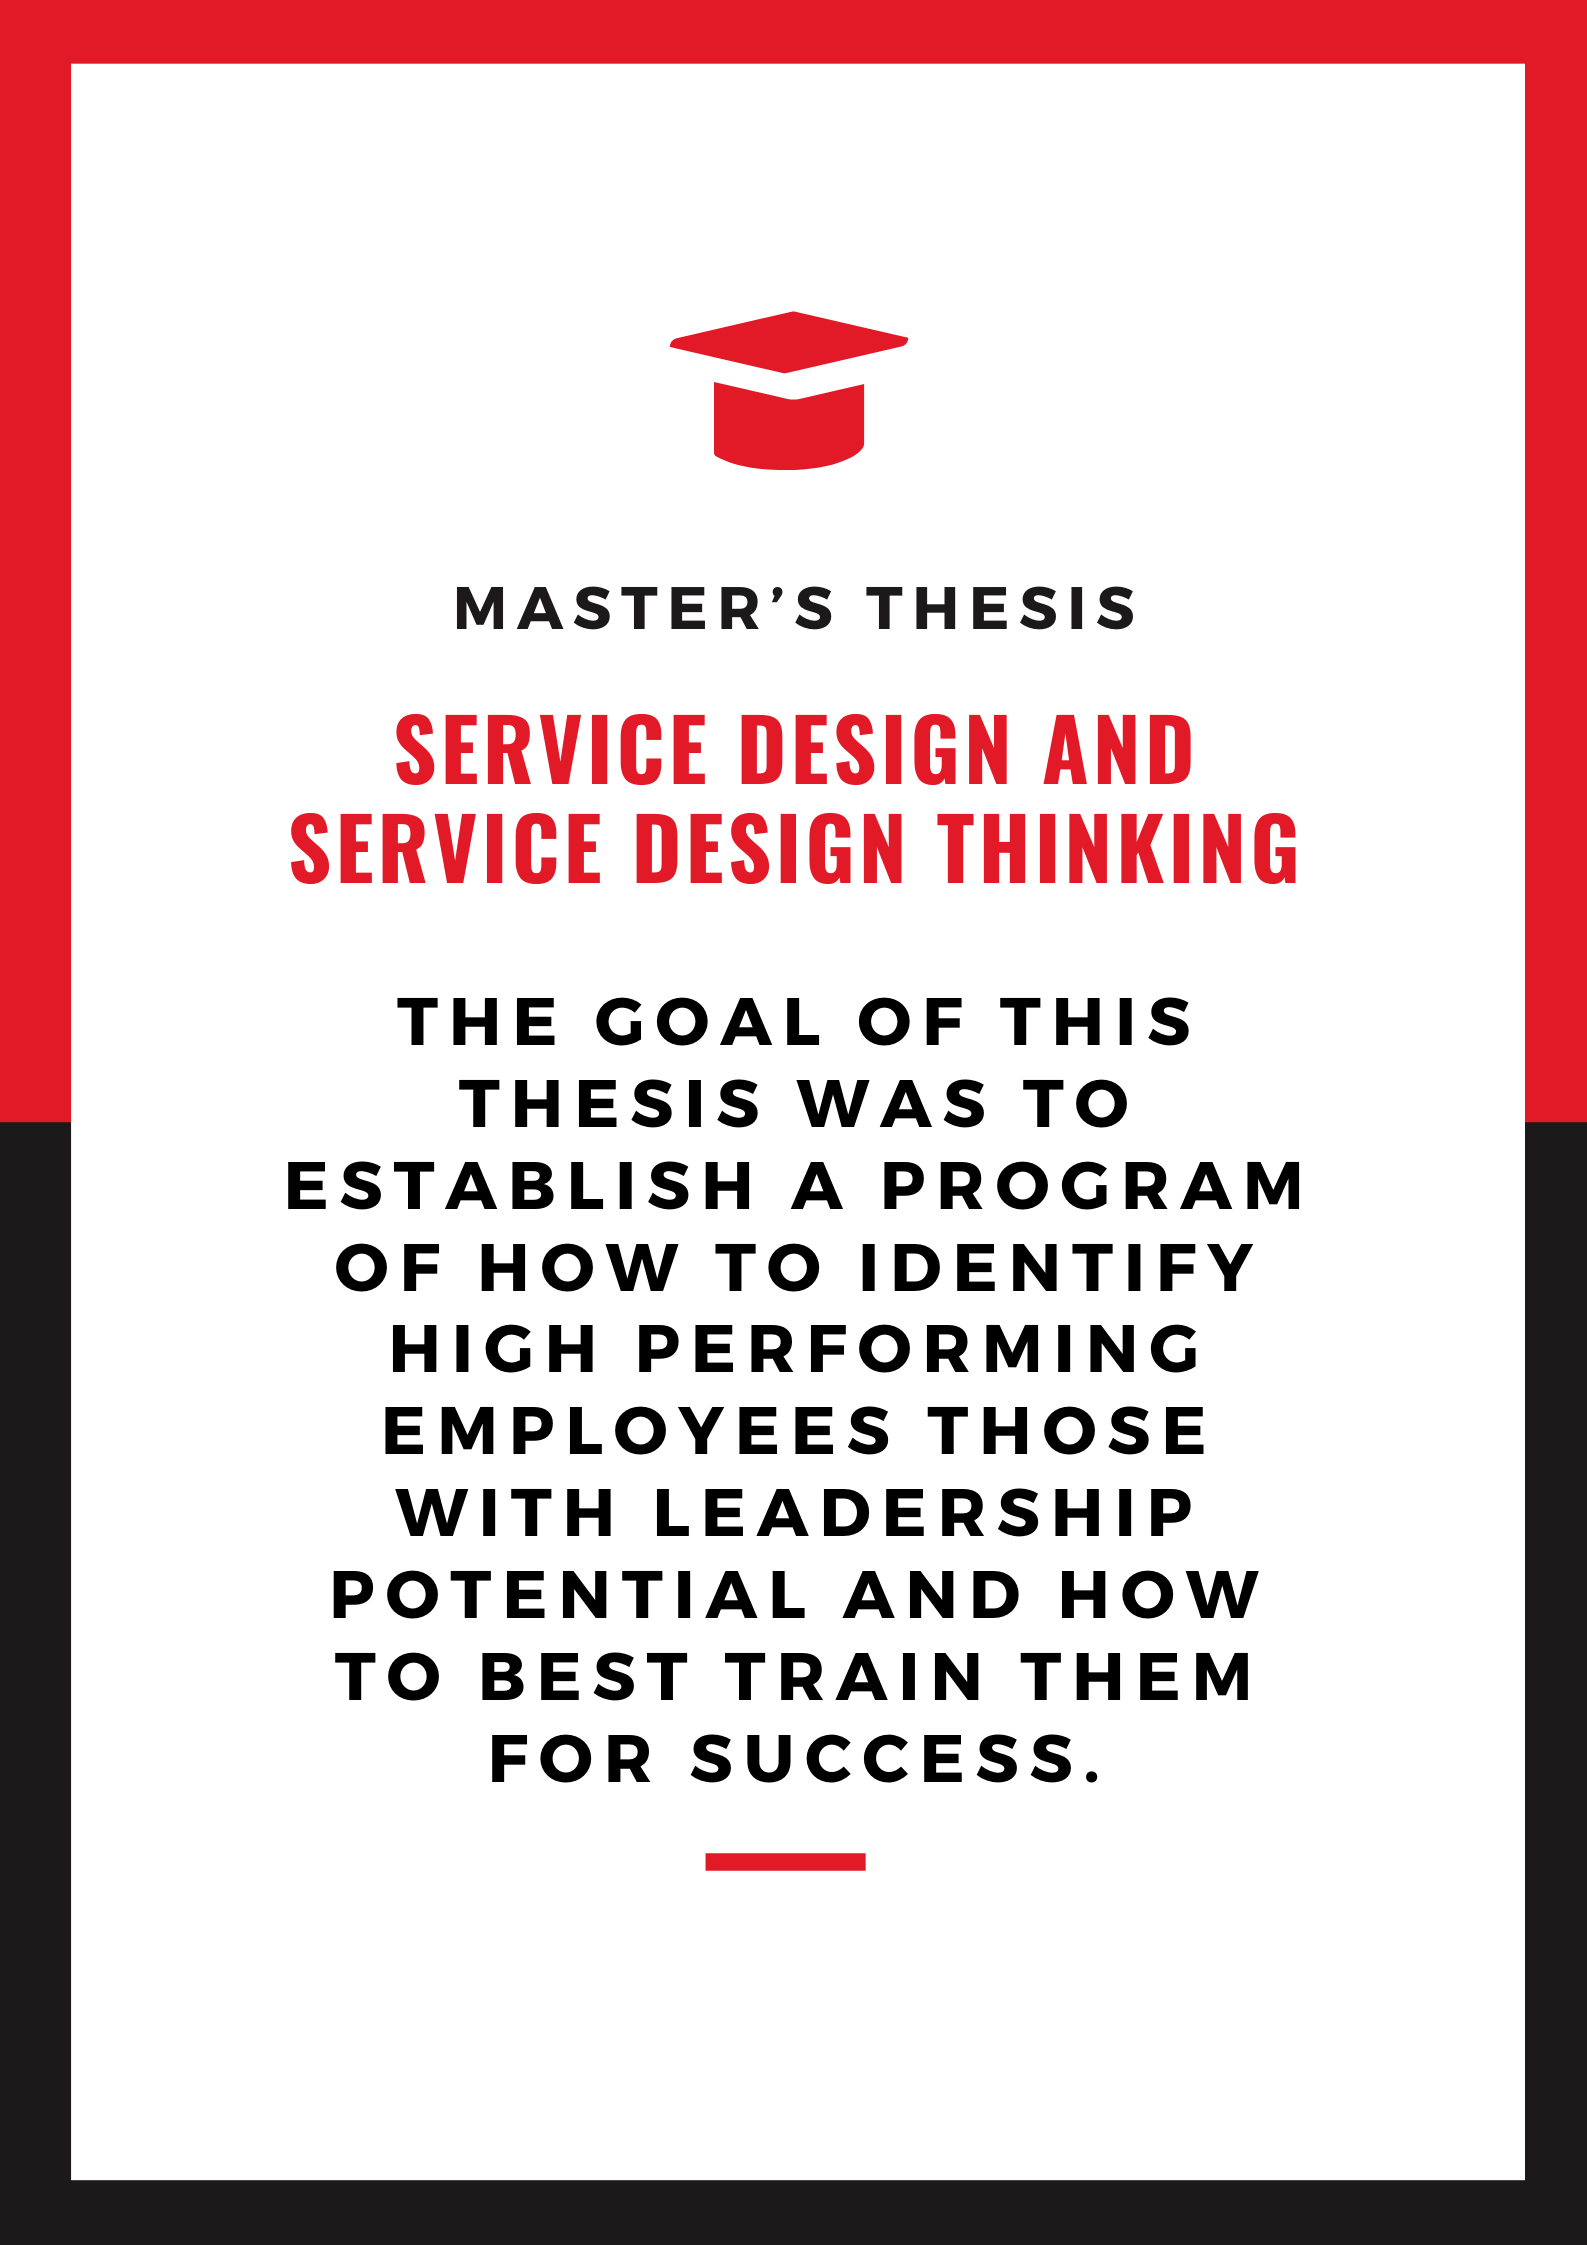 MASTER’S THESIS
SERVICE DESIGN AND
SERVICE DESIGN THINKING
THE GOAL OF THIS
THESIS WAS TO
ESTABLISH A PROGRAM
OF HOW TO IDENTIFY
HIGH PERFORMING
EMPLOYEES THOSE
WITH LEADERSHIP
POTENTIAL AND HOW
TO BEST TRAIN THEM
FOR SUCCESS.